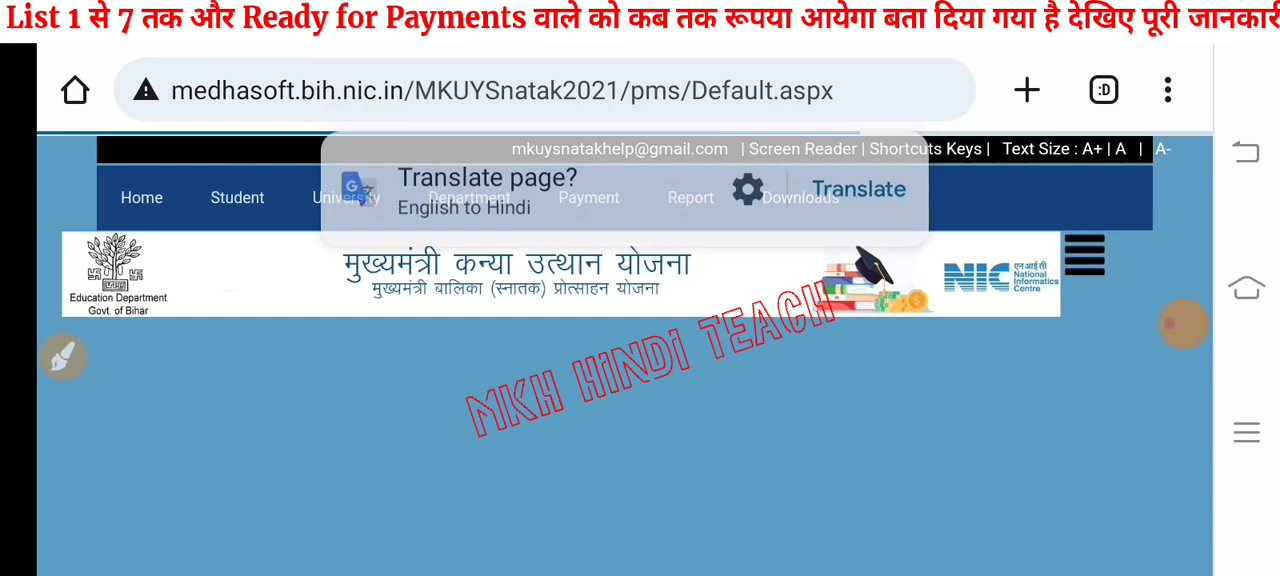 List 1 से 7 तक और Ready for Payments वाले को कब तक रूपया आयेगा बता दिया गया है देखिए पूरी जानकारी
:D
medhasoft.bih.nic.in/MKUYSnatak2021/pms/Default.aspx
mkuysnatakhelp@gmail.com | Screen Reader | Shortcuts Keys | Text Size : A+ | A | A-
Translate page?
English to Hindi
Translate
Home Student University Department Payment Report Downloads
Education Department
Govt. of Bihar
मुख्यमंत्री कन्या उत्थान योजना
मुख्यमंत्री बालिका (स्नातक) प्रोत्साहन योजना
NIC एनआईसी
National
Informatics
Centre
MKH HINDI TEACH